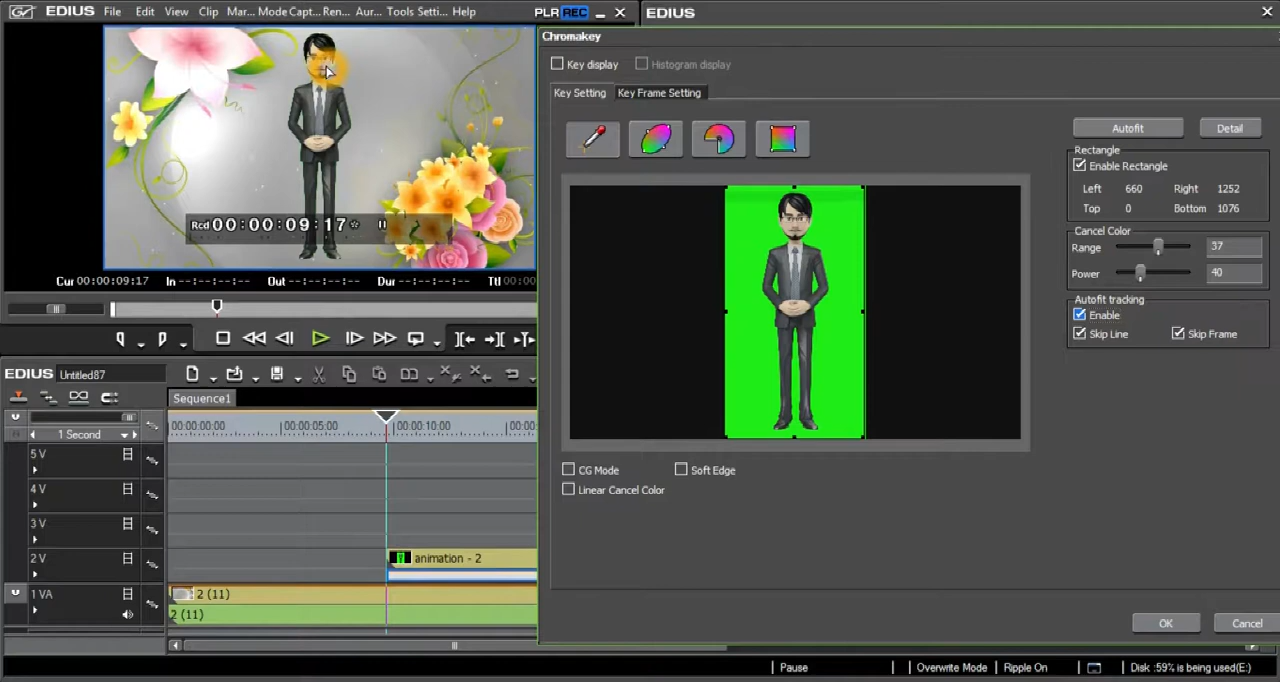 EDIUS File Edit View Clip Mar... Mode Capt... Ren... Aur... Tools Setti... Help PLR REC
EDIUS
Chromakey
Key display Histogram display
Key Setting Key Frame Setting
Autofit Detail
Rectangle
Enable Rectangle
Left 660 Right 1252
Top 0 Bottom 1076
Cancel Color
Range 37
Power 40
Autofit tracking
Enable
Skip Line Skip Frame
CG Mode Soft Edge
Linear Cancel Color
OK Cancel
Rcd 00:00:09:17
Cur 00:00:09:17 In --:--:--:-- Out --:--:--:-- Dur --:--:--:-- Ttl 00:00
EDIUS Untitled87
Sequence1
1 Second
00:00:00:00 00:00:05:00 00:00:10:00 00:00:
5 V
4 V
3 V
2 V animation - 2
1 VA 2 (11)
2 (11)
Pause Overwrite Mode Ripple On Disk :59% is being used(E:)